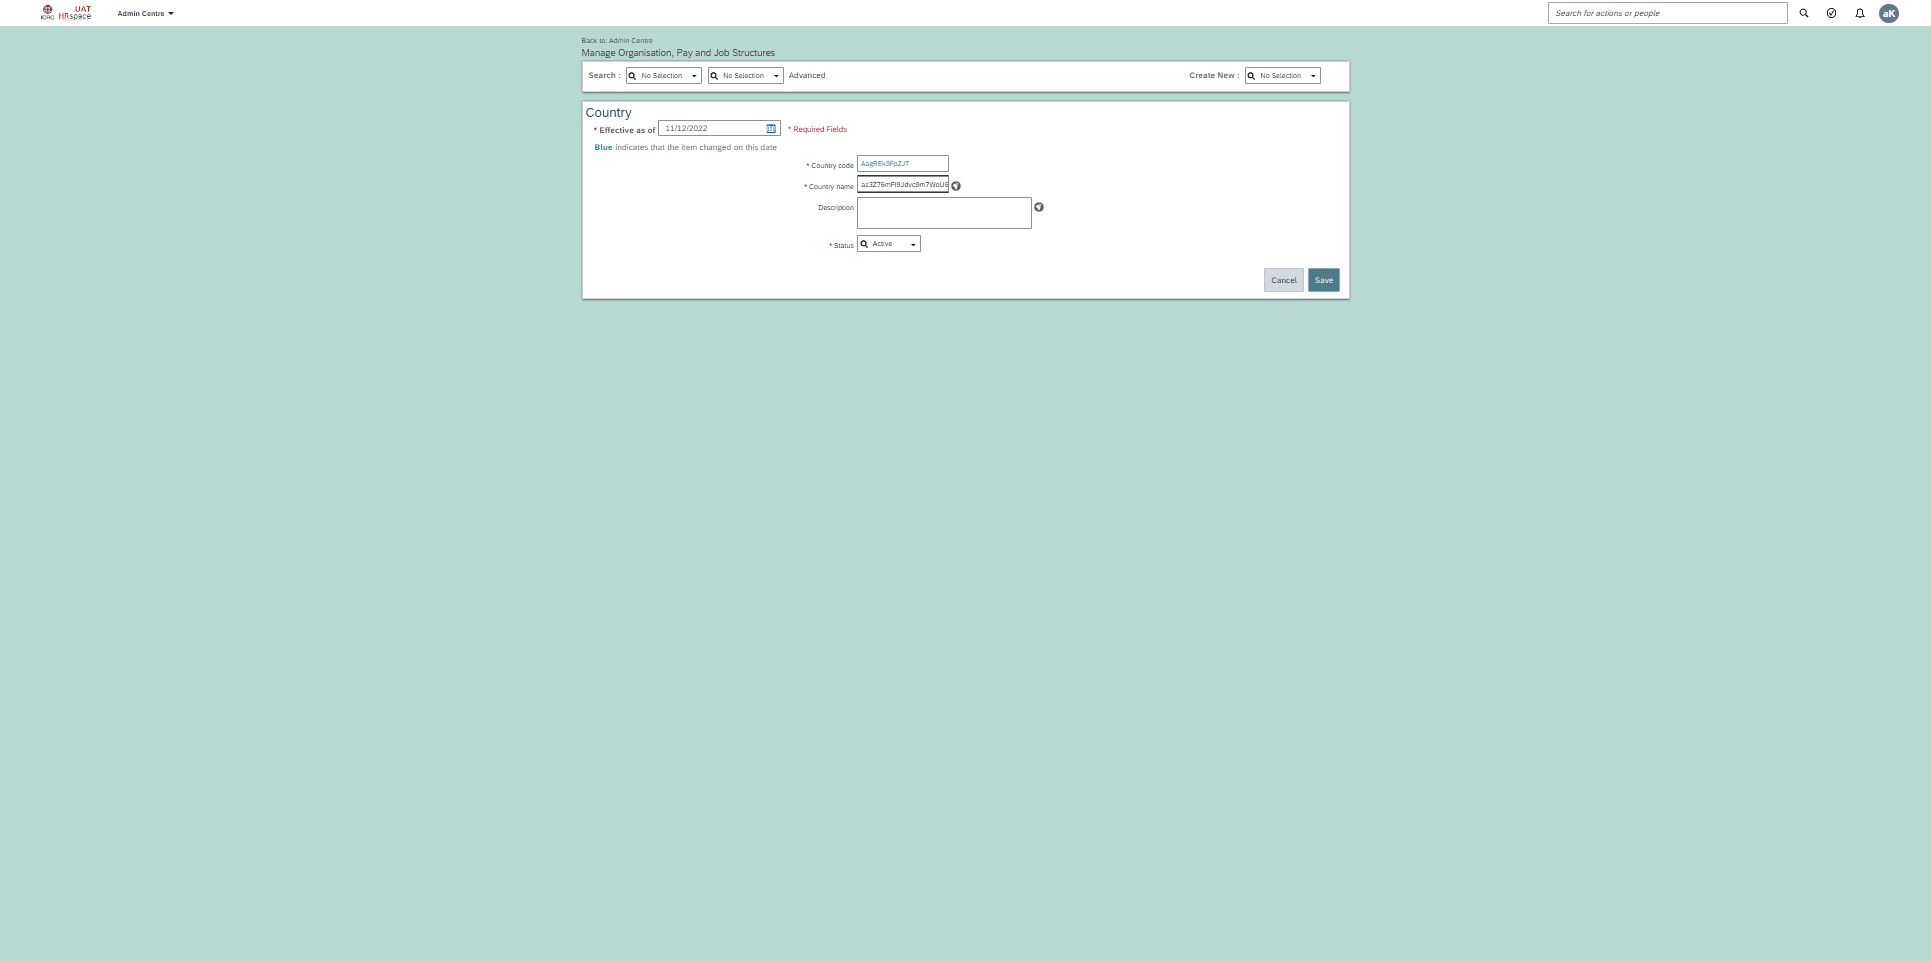 ICRC
UAT
HRspace
Admin Centre
Search for actions or people
aK
Back to: Admin Centre
Manage Organisation, Pay and Job Structures
Search : No Selection No Selection Advanced Create New : No Selection
Country
* Effective as of 11/12/2022 * Required Fields
Blue indicates that the item changed on this date
* Country code AagREk9FpZJT
* Country name az3Z76mFI9Jdvc9m7WoU6
Description
* Status Active
Cancel Save